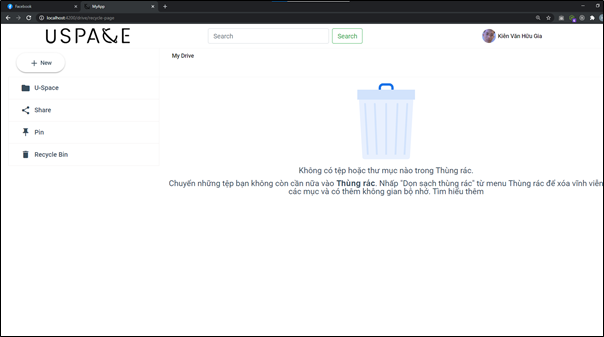 Facebook
MyApp
localhost:4200/drive/recycle-page
USPACE
Search
Search
Kiên Văn Hữu Gia
New
My Drive
U-Space
Share
Pin
Recycle Bin
Không có tệp hoặc thư mục nào trong Thùng rác.
Chuyển những tệp bạn không còn cần nữa vào Thùng rác. Nhấp "Dọn sạch thùng rác" từ menu Thùng rác để xóa vĩnh viễn
các mục và có thêm không gian bộ nhớ. Tìm hiểu thêm